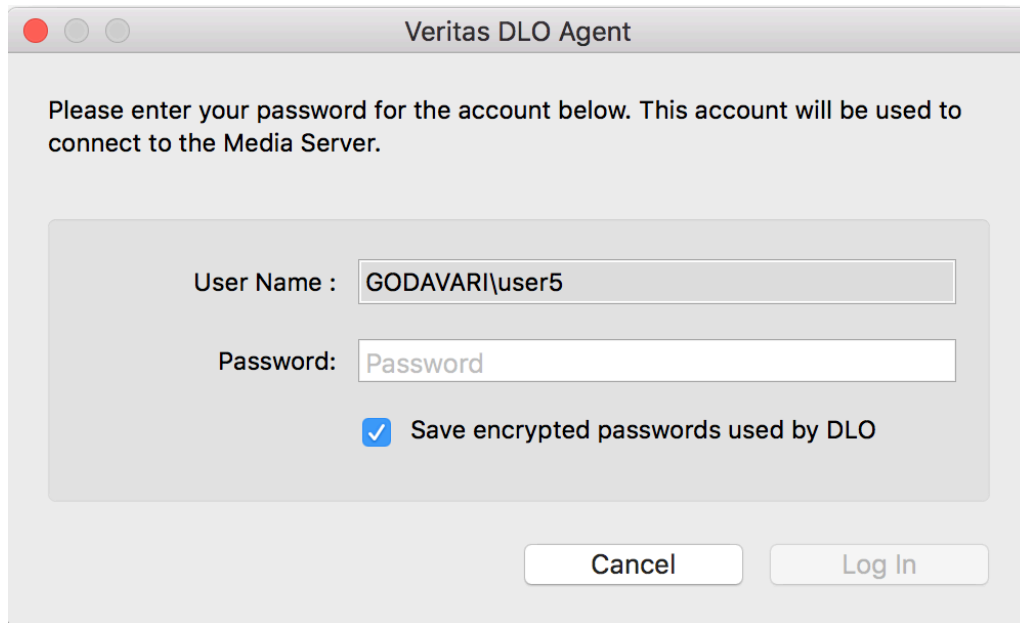 Veritas DLO Agent
Please enter your password for the account below. This account will be used to
connect to the Media Server.
User Name : GODAVARI\user5
Password: Password
Save encrypted passwords used by DLO
Cancel Log In